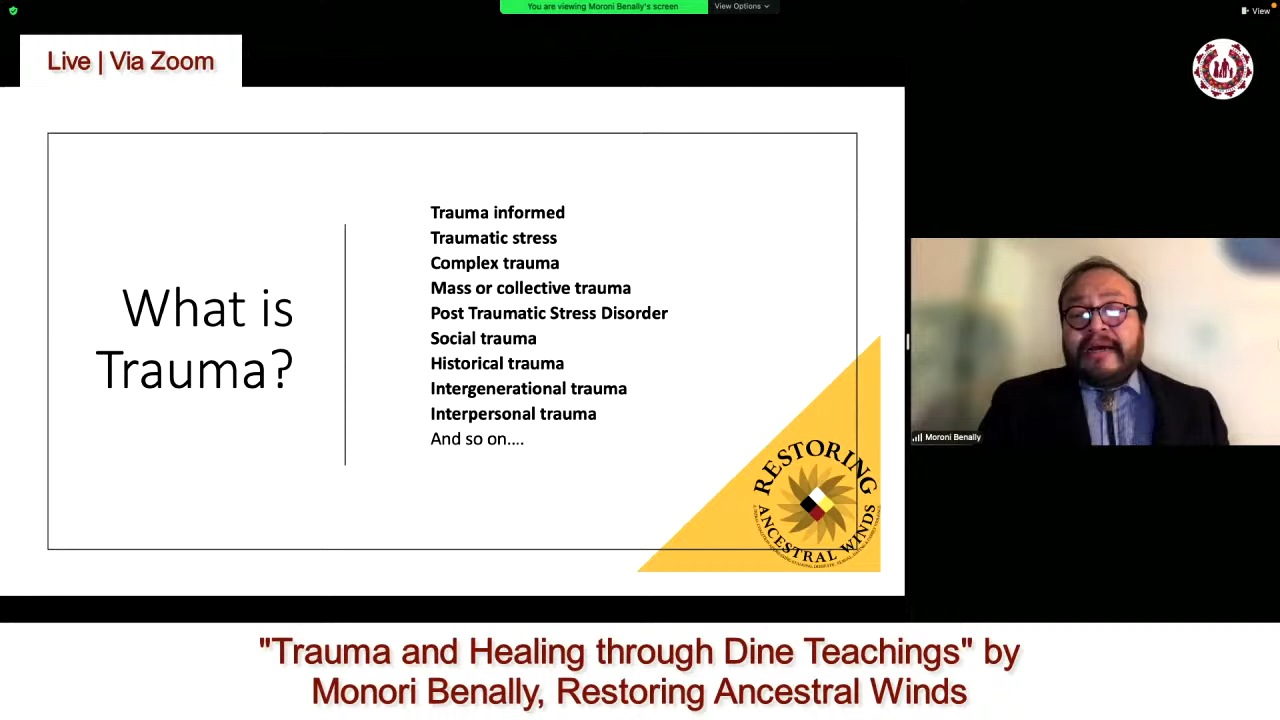 You are viewing Moroni Benally's screen
View Options
View
Live | Via Zoom
What is
Trauma?
Trauma informed
Traumatic stress
Complex trauma
Mass or collective trauma
Post Traumatic Stress Disorder
Social trauma
Historical trauma
Intergenerational trauma
Interpersonal trauma
And so on....
RESTORING
ANCESTRAL WINDS
Moroni Benally
"Trauma and Healing through Dine Teachings" by
Monori Benally, Restoring Ancestral Winds